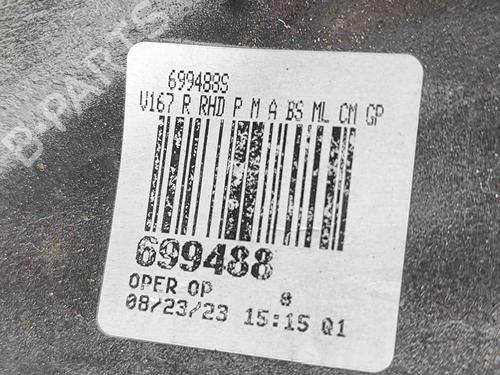 B-PARTS
699488S
V167 R RHD P M A BS ML CM GP
699488
OPER OP 8
08/23/23 15:15 Q1